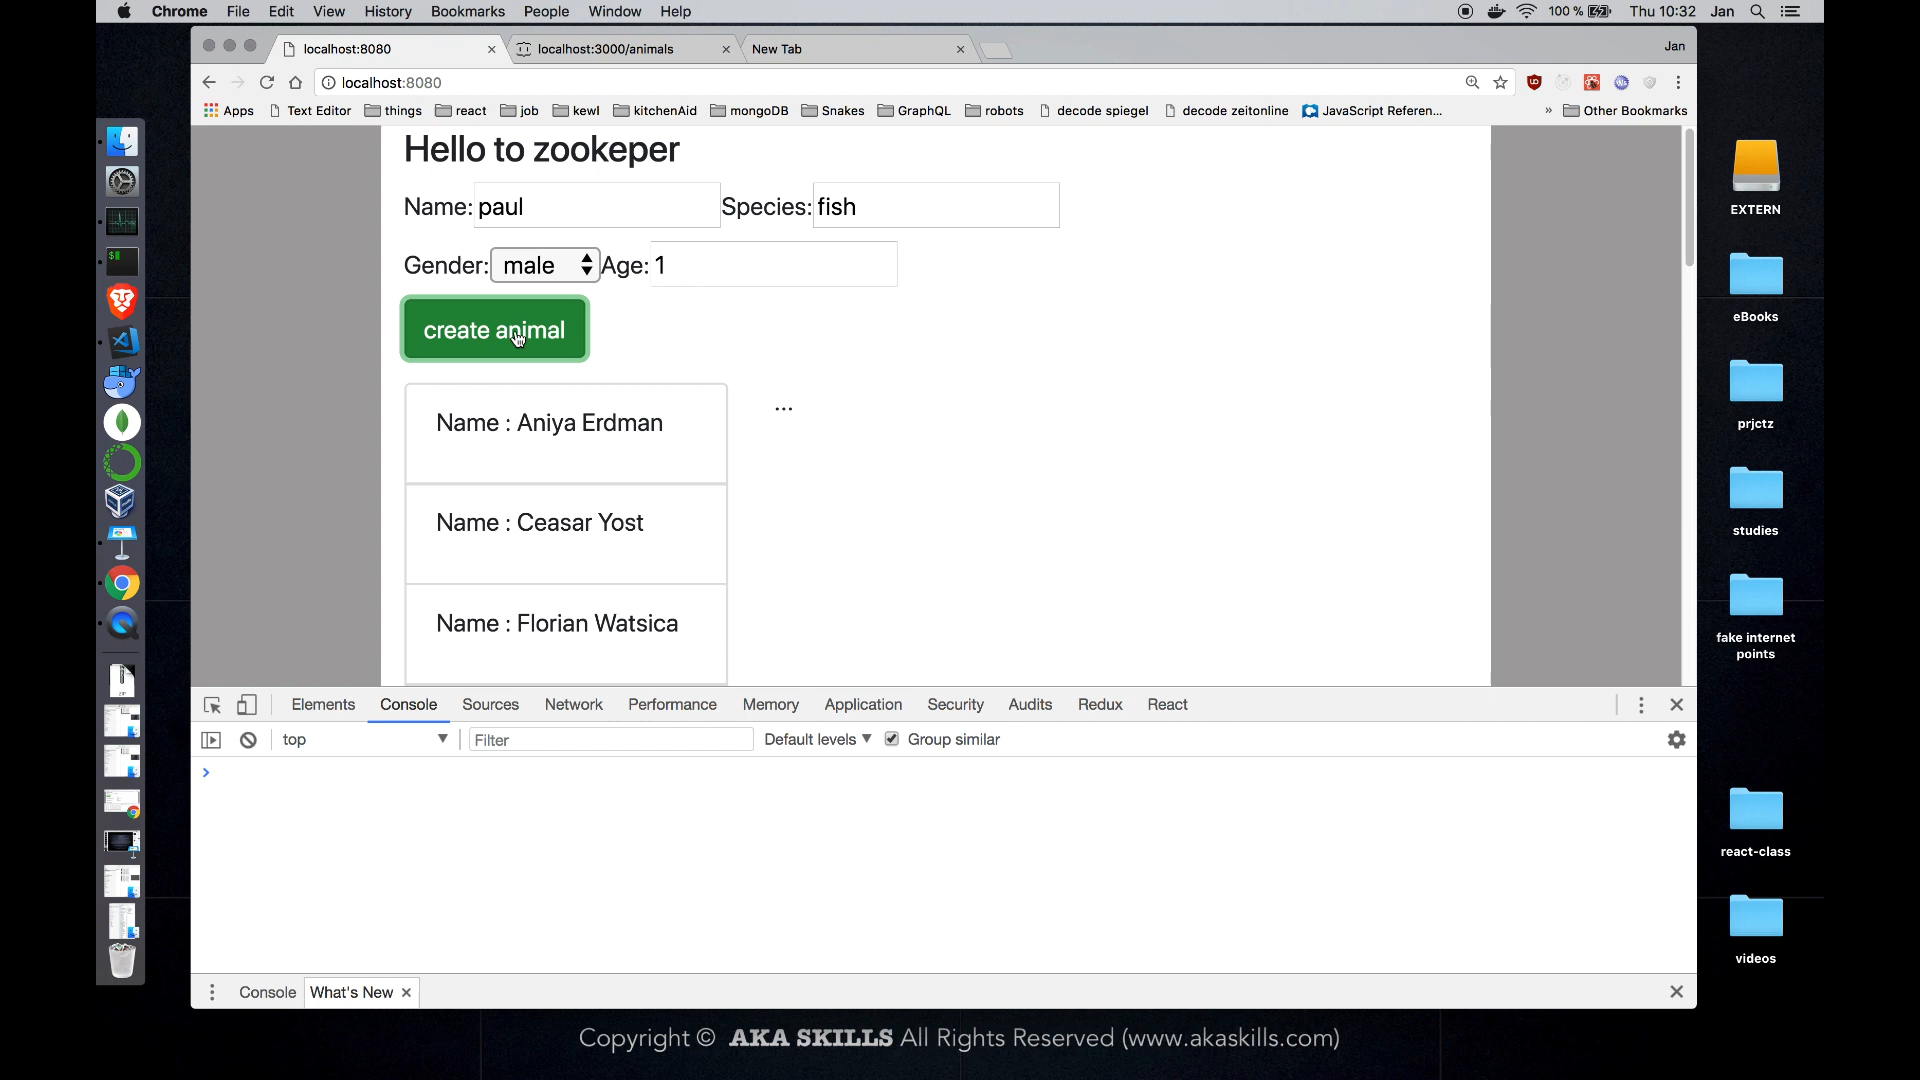 Chrome File Edit View History Bookmarks People Window Help 100 % Thu 10:32 Jan
localhost:8080 localhost:3000/animals New Tab Jan
localhost:8080
Apps Text Editor things react job kewl kitchenAid mongoDB Snakes GraphQL robots decode spiegel decode zeitonline JavaScript Referen... » Other Bookmarks
Hello to zookeper
Name: paul Species: fish
Gender: male Age: 1
create animal
...
Name : Aniya Erdman
Name : Ceasar Yost
Name : Florian Watsica
Elements Console Sources Network Performance Memory Application Security Audits Redux React
top Filter Default levels Group similar
Console What's New
EXTERN
eBooks
prjctz
studies
fake internet
points
react-class
videos
Copyright © AKA SKILLS All Rights Reserved (www.akaskills.com)